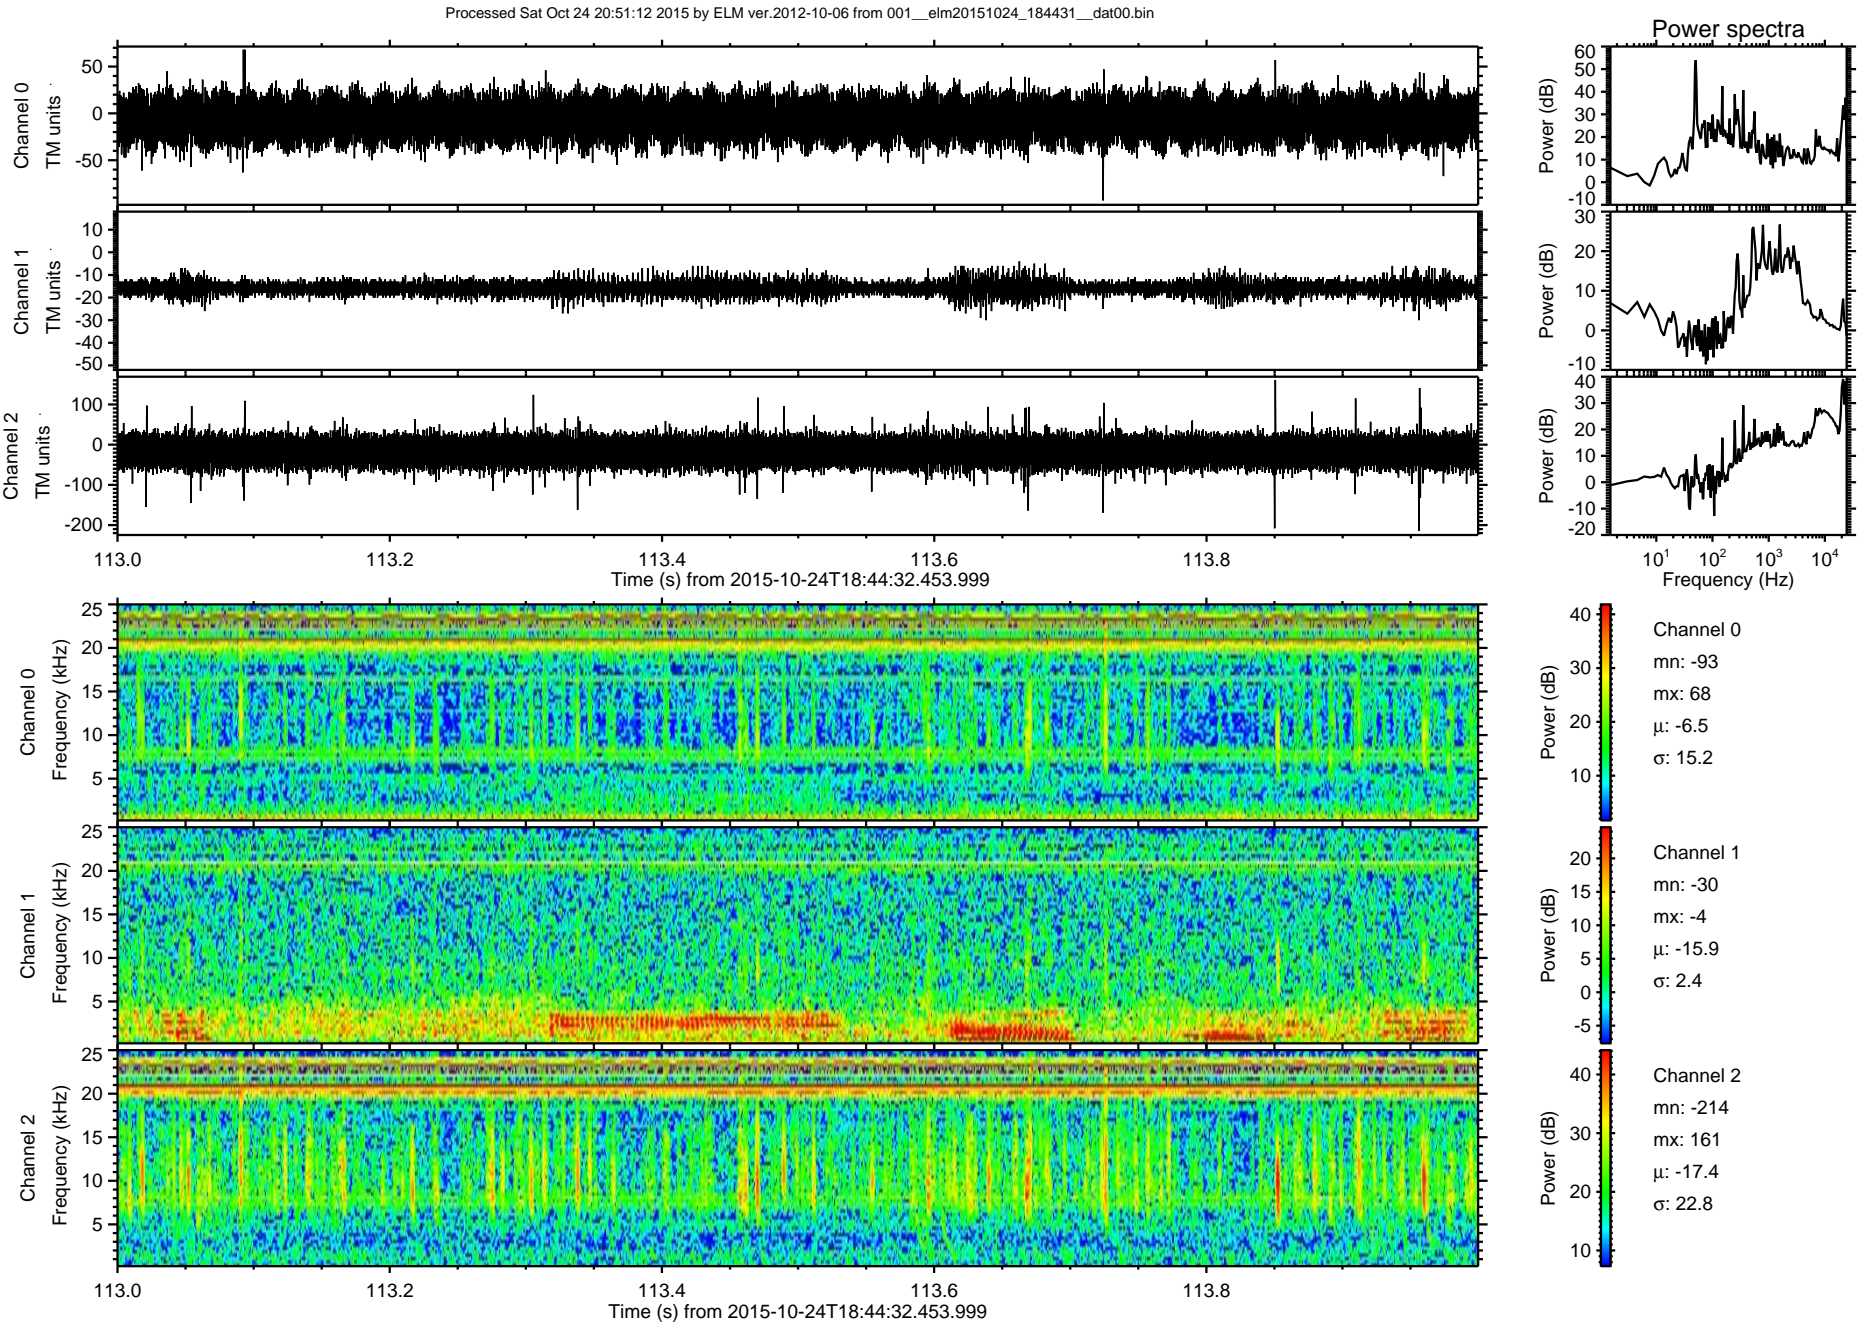 Processed Sat Oct 24 20:51:12 2015 by ELM ver.2012-10-06 from 001__elm20151024_184431__dat00.bin
Power spectra
Channel 0
TM units
50
0
-50
Power (dB)
60
50
40
30
20
10
0
-10
Channel 1
TM units
10
0
-10
-20
-30
-40
-50
Power (dB)
30
20
10
0
-10
Channel 2
TM units
100
0
-100
-200
Power (dB)
40
30
20
10
0
-10
-20
113.0 113.2 113.4 113.6 113.8
Time (s) from 2015-10-24T18:44:32.453.999
10^1 10^2 10^3 10^4
Frequency (Hz)
Channel 0
Frequency (kHz)
25
20
15
10
5
Power (dB)
40
30
20
10
Channel 0
mn: -93
mx: 68
μ: -6.5
σ: 15.2
Channel 1
Frequency (kHz)
25
20
15
10
5
Power (dB)
20
15
10
5
0
-5
Channel 1
mn: -30
mx: -4
μ: -15.9
σ: 2.4
Channel 2
Frequency (kHz)
25
20
15
10
5
Power (dB)
40
30
20
10
Channel 2
mn: -214
mx: 161
μ: -17.4
σ: 22.8
113.0 113.2 113.4 113.6 113.8
Time (s) from 2015-10-24T18:44:32.453.999